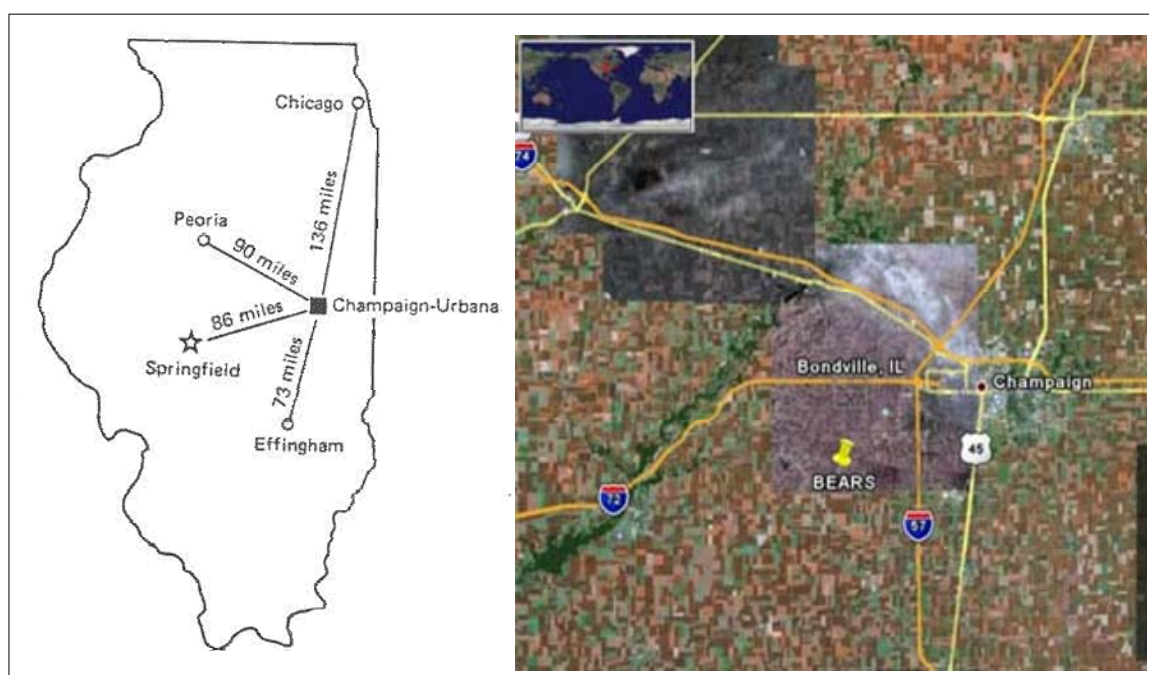 Chicago
136 miles
Peoria
90 miles
Champaign-Urbana
86 miles
Springfield
73 miles
Effingham
74
Bondville, IL
Champaign
45
BEARS
72
57